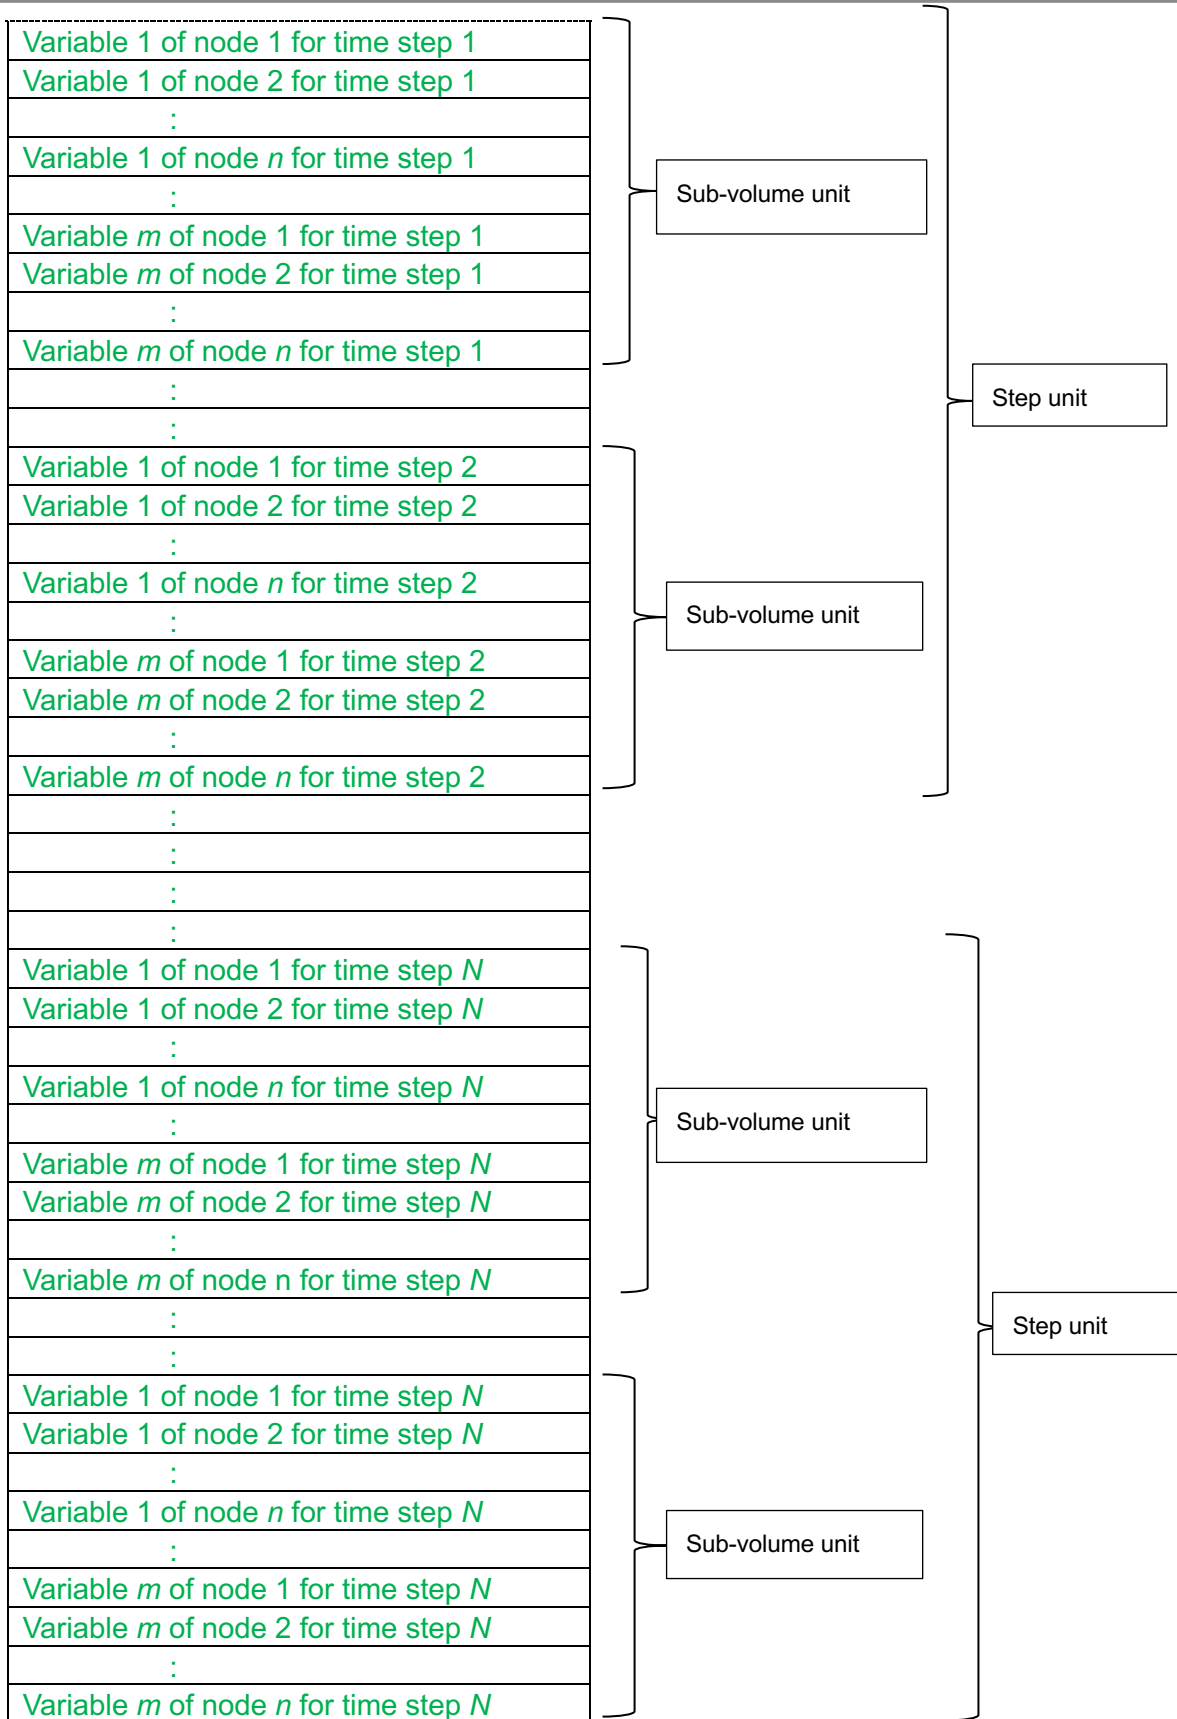 Variable 1 of node 1 for time step 1
Variable 1 of node 2 for time step 1
:
Variable 1 of node n for time step 1
:
Variable m of node 1 for time step 1
Variable m of node 2 for time step 1
:
Variable m of node n for time step 1
:
:
Variable 1 of node 1 for time step 2
Variable 1 of node 2 for time step 2
:
Variable 1 of node n for time step 2
:
Variable m of node 1 for time step 2
Variable m of node 2 for time step 2
:
Variable m of node n for time step 2
:
:
:
:
Variable 1 of node 1 for time step N
Variable 1 of node 2 for time step N
:
Variable 1 of node n for time step N
:
Variable m of node 1 for time step N
Variable m of node 2 for time step N
:
Variable m of node n for time step N
:
:
Variable 1 of node 1 for time step N
Variable 1 of node 2 for time step N
:
Variable 1 of node n for time step N
:
Variable m of node 1 for time step N
Variable m of node 2 for time step N
:
Variable m of node n for time step N
Sub-volume unit
Sub-volume unit
Sub-volume unit
Sub-volume unit
Step unit
Step unit